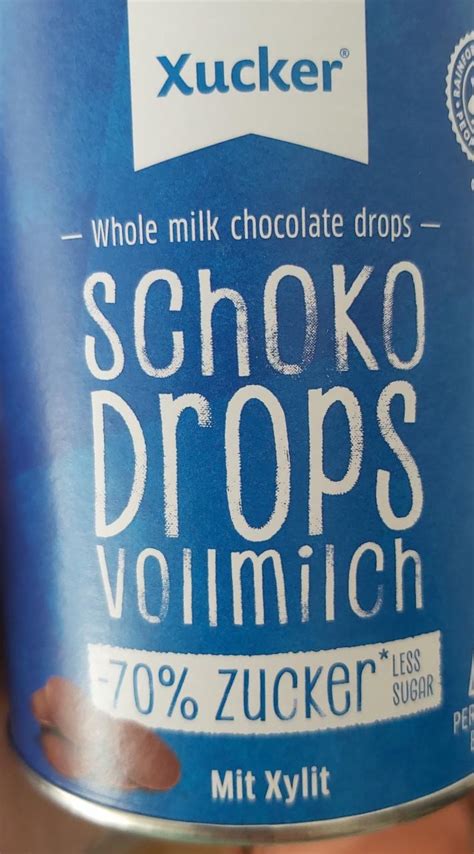 Xucker®
— Whole milk chocolate drops —
SCHOKO
DROPS
VOLLMILCH
-70% ZUCKER* LESS
SUGAR
Mit Xylit